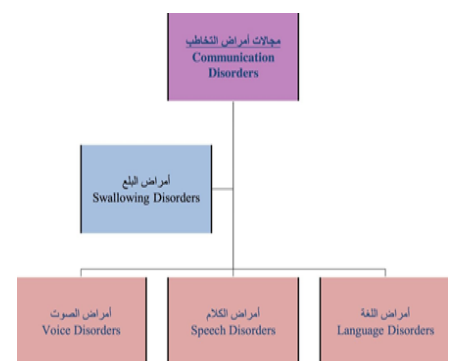 مجالات أمراض التخاطب
Communication
Disorders
أمراض البلع
Swallowing Disorders
أمراض الصوت
Voice Disorders
أمراض الكلام
Speech Disorders
أمراض اللغة
Language Disorders